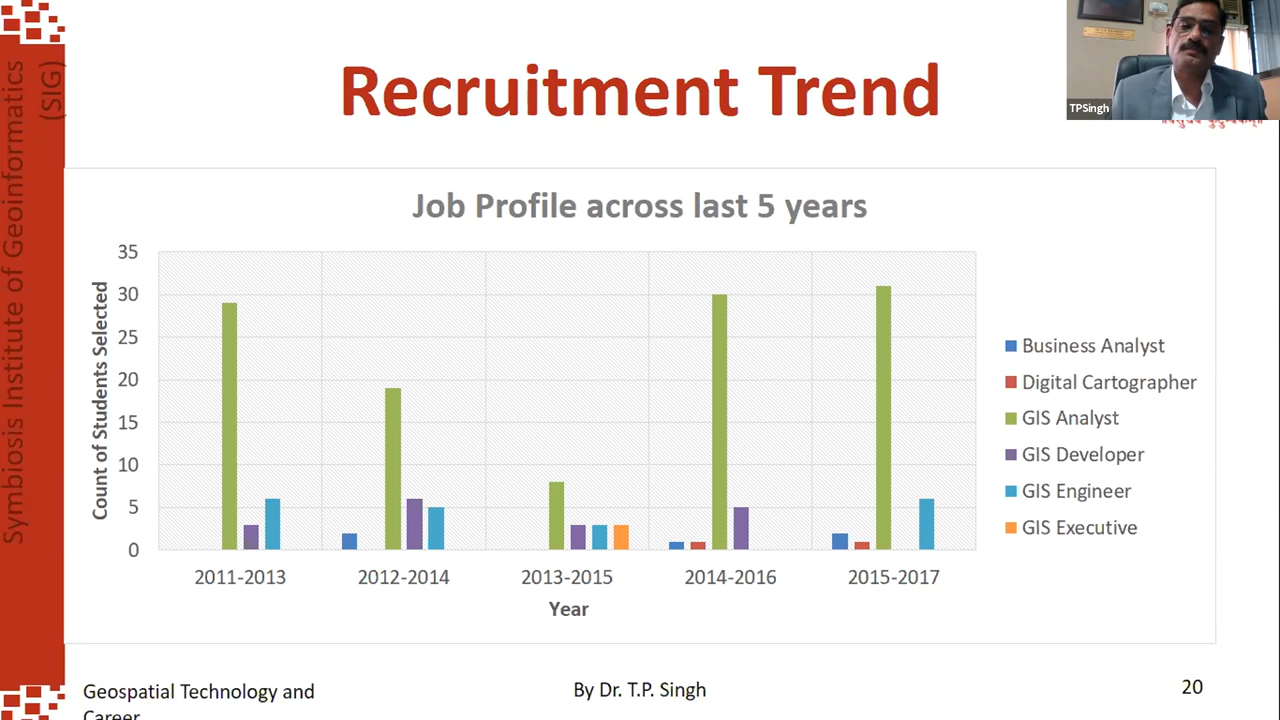 Symbiosis Institute of Geoinformatics
(SIG)
Recruitment Trend
TPSingh
Job Profile across last 5 years
Count of Students Selected
35
30
25
20
15
10
5
0
2011-2013
2012-2014
2013-2015
2014-2016
2015-2017
Year
Business Analyst
Digital Cartographer
GIS Analyst
GIS Developer
GIS Engineer
GIS Executive
Geospatial Technology and
Career
By Dr. T.P. Singh
20